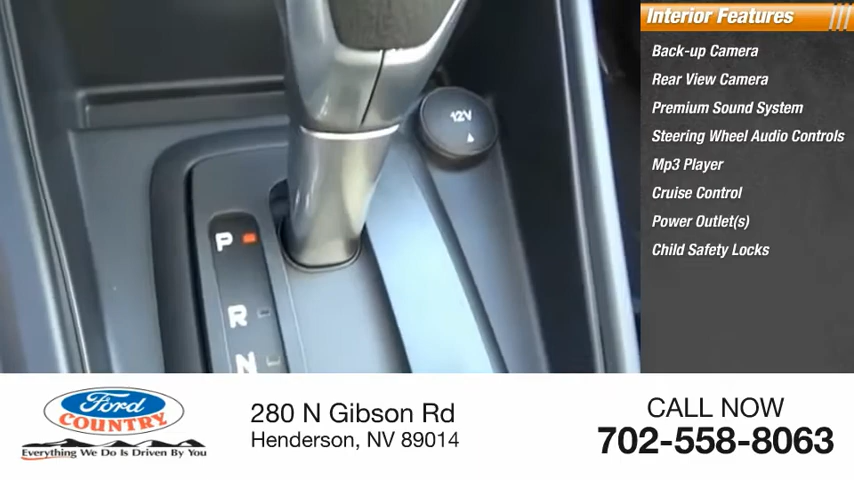 Interior Features
Back-up Camera
Rear View Camera
Premium Sound System
Steering Wheel Audio Controls
Mp3 Player
Cruise Control
Power Outlet(s)
Child Safety Locks
12V
P
R
N
Ford
COUNTRY
Everything We Do Is Driven By You
280 N Gibson Rd
Henderson, NV 89014
CALL NOW
702-558-8063